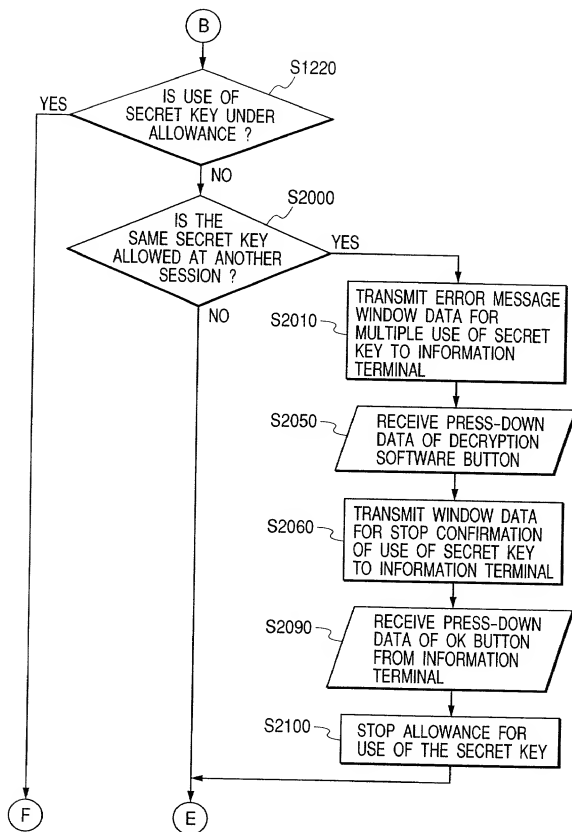 B
S1220
YES
IS USE OF
SECRET KEY UNDER
ALLOWANCE ?
NO
S2000
IS THE
SAME SECRET KEY
ALLOWED AT ANOTHER
SESSION ?
YES
NO
S2010
TRANSMIT ERROR MESSAGE
WINDOW DATA FOR
MULTIPLE USE OF SECRET
KEY TO INFORMATION
TERMINAL
S2050
RECEIVE PRESS-DOWN
DATA OF DECRYPTION
SOFTWARE BUTTON
S2060
TRANSMIT WINDOW DATA
FOR STOP CONFIRMATION
OF USE OF SECRET KEY
TO INFORMATION TERMINAL
S2090
RECEIVE PRESS-DOWN
DATA OF OK BUTTON
FROM INFORMATION
TERMINAL
S2100
STOP ALLOWANCE FOR
USE OF THE SECRET KEY
F
E